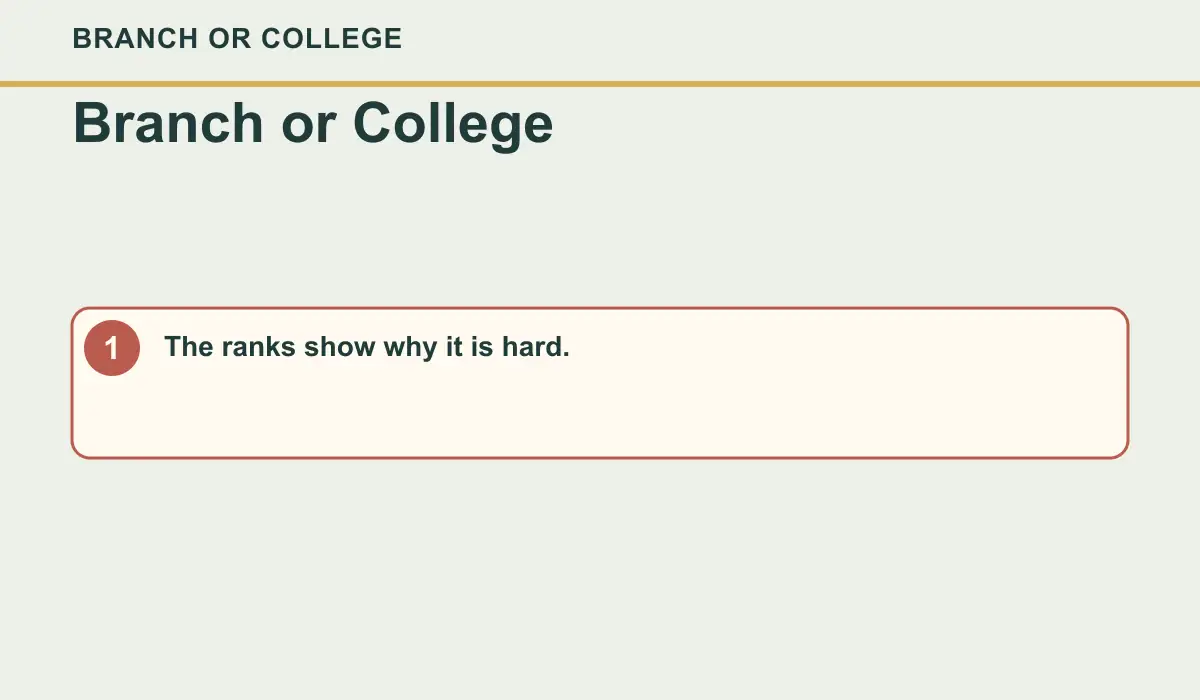 BRANCH OR COLLEGE
Branch or College
1 The ranks show why it is hard.